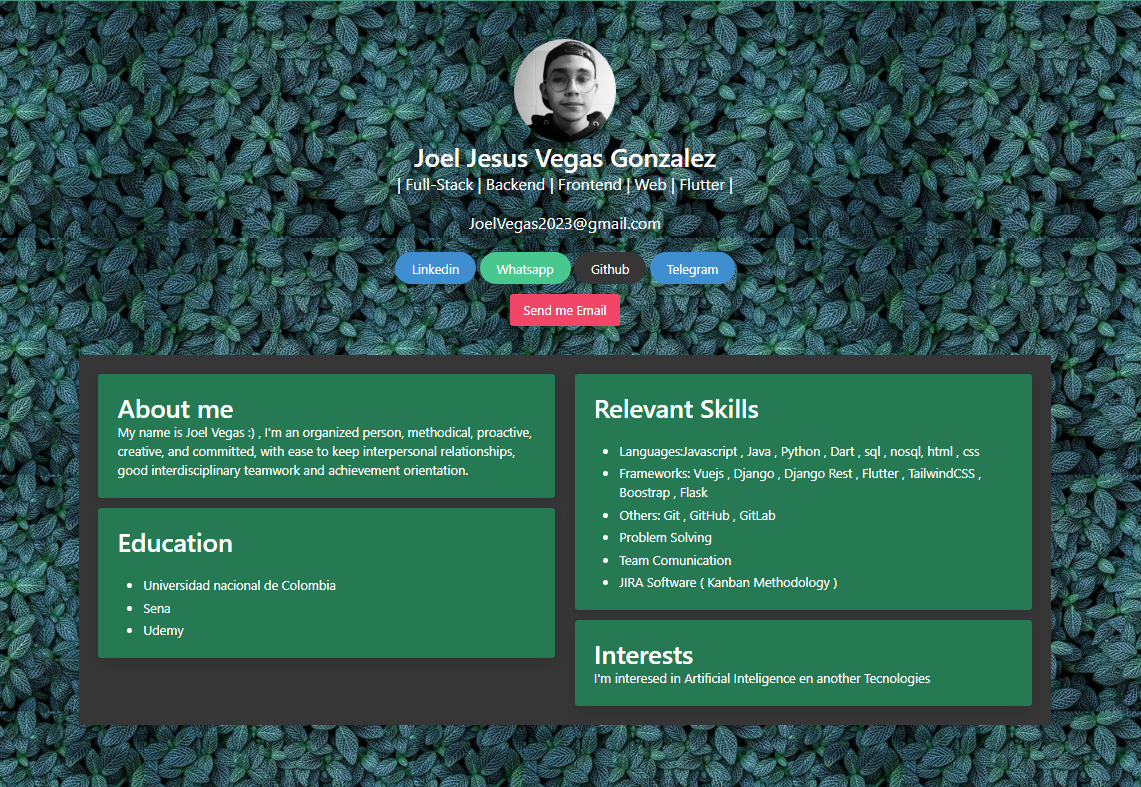 Joel Jesus Vegas Gonzalez
| Full-Stack | Backend | Frontend | Web | Flutter |
JoelVegas2023@gmail.com
Linkedin Whatsapp Github Telegram
Send me Email
About me
My name is Joel Vegas :) , I'm an organized person, methodical, proactive,
creative, and committed, with ease to keep interpersonal relationships,
good interdisciplinary teamwork and achievement orientation.
Education
• Universidad nacional de Colombia
• Sena
• Udemy
Relevant Skills
• Languages:Javascript , Java , Python , Dart , sql , nosql, html , css
• Frameworks: Vuejs , Django , Django Rest , Flutter , TailwindCSS ,
Boostrap , Flask
• Others: Git , GitHub , GitLab
• Problem Solving
• Team Comunication
• JIRA Software ( Kanban Methodology )
Interests
I'm interesed in Artificial Inteligence en another Tecnologies